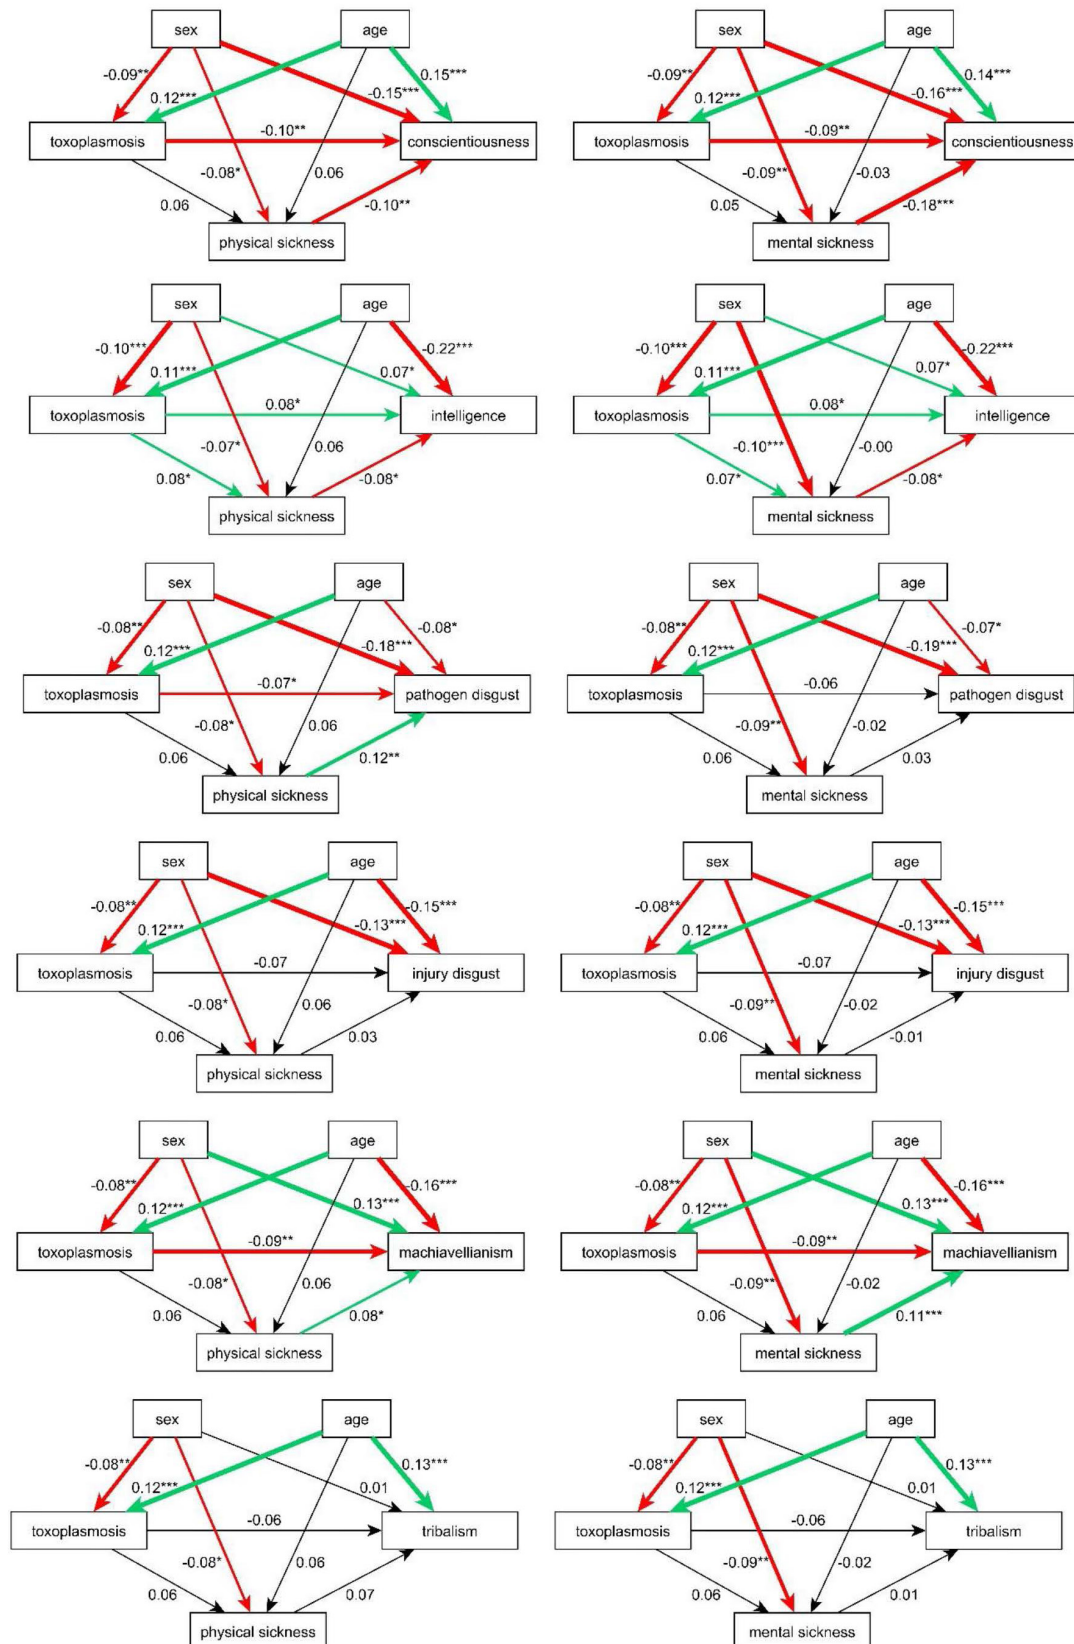 sex age sex age
-0.09** 0.15*** -0.09** 0.14***
0.12*** -0.15*** 0.12*** -0.16***
toxoplasmosis -0.10** conscientiousness toxoplasmosis -0.09** conscientiousness
-0.08* 0.06 -0.09** -0.03
0.06 -0.10** 0.05 -0.18***
physical sickness mental sickness
sex age sex age
-0.10*** -0.22*** -0.10*** -0.22***
0.11*** 0.07* 0.11*** 0.07*
toxoplasmosis 0.08* intelligence toxoplasmosis 0.08* intelligence
-0.07* 0.06 -0.10*** -0.00
0.08* -0.08* 0.07* -0.08*
physical sickness mental sickness
sex age sex age
-0.08** -0.08* -0.08** -0.07*
0.12*** -0.18*** 0.12*** -0.19***
toxoplasmosis -0.07* pathogen disgust toxoplasmosis -0.06 pathogen disgust
-0.08* 0.06 -0.09** -0.02
0.06 0.12** 0.06 0.03
physical sickness mental sickness
sex age sex age
-0.08** -0.15*** -0.08** -0.15***
0.12*** -0.13*** 0.12*** -0.13***
toxoplasmosis -0.07 injury disgust toxoplasmosis -0.07 injury disgust
-0.08* 0.06 -0.09** -0.02
0.06 0.03 0.06 -0.01
physical sickness mental sickness
sex age sex age
-0.08** -0.16*** -0.08** -0.16***
0.12*** 0.13*** 0.12*** 0.13***
toxoplasmosis -0.09** machiavellianism toxoplasmosis -0.09** machiavellianism
-0.08* 0.06 -0.09** -0.02
0.06 0.08* 0.06 0.11***
physical sickness mental sickness
sex age sex age
-0.08** 0.13*** -0.08** 0.13***
0.12*** 0.01 0.12*** 0.01
toxoplasmosis -0.06 tribalism toxoplasmosis -0.06 tribalism
-0.08* 0.06 -0.09** -0.02
0.06 0.07 0.06 0.01
physical sickness mental sickness